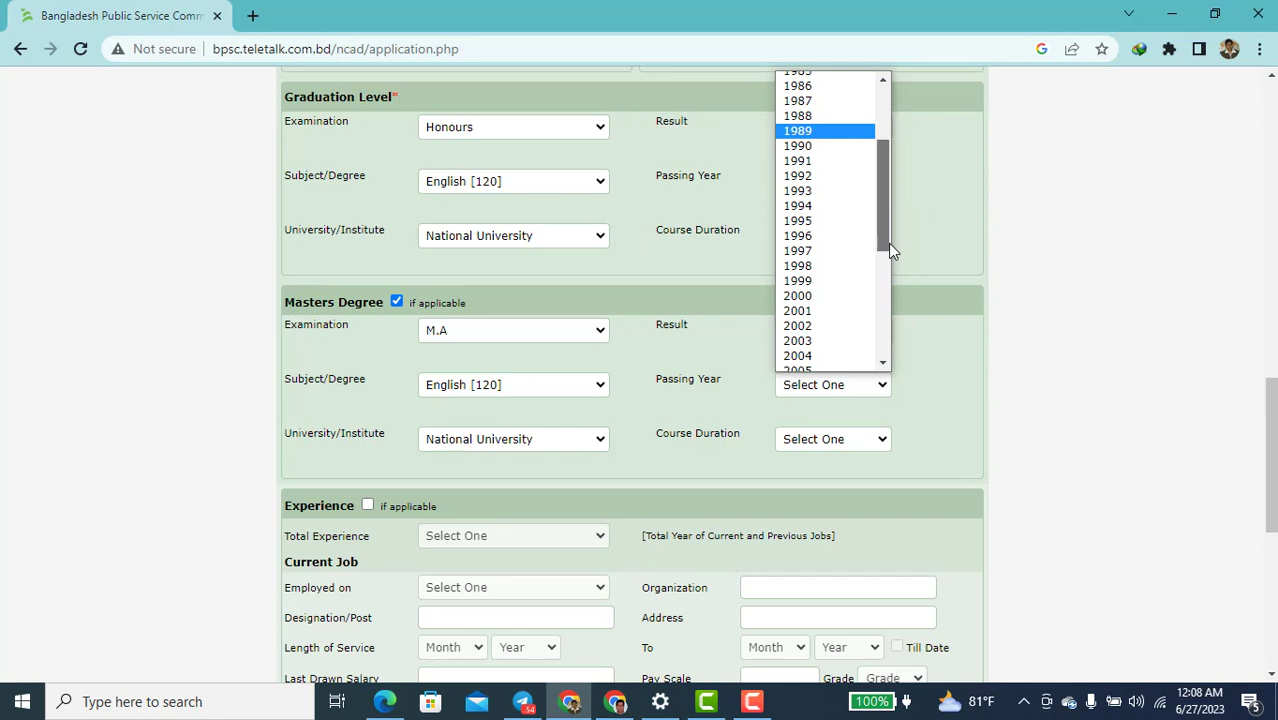 Bangladesh Public Service Comm
Not secure bpsc.teletalk.com.bd/ncad/application.php
Graduation Level*
Examination Honours Result
Subject/Degree English [120] Passing Year
University/Institute National University Course Duration
1985
1986
1987
1988
1989
1990
1991
1992
1993
1994
1995
1996
1997
1998
1999
2000
2001
2002
2003
2004
2005
Masters Degree if applicable
Examination M.A Result
Subject/Degree English [120] Passing Year Select One
University/Institute National University Course Duration Select One
Experience if applicable
Total Experience Select One [Total Year of Current and Previous Jobs]
Current Job
Employed on Select One Organization
Designation/Post Address
Length of Service Month Year To Month Year Till Date
Last Drawn Salary Pay Scale Grade Grade
Type here to search 54 100% 81°F 12:08 AM
6/27/2023 5